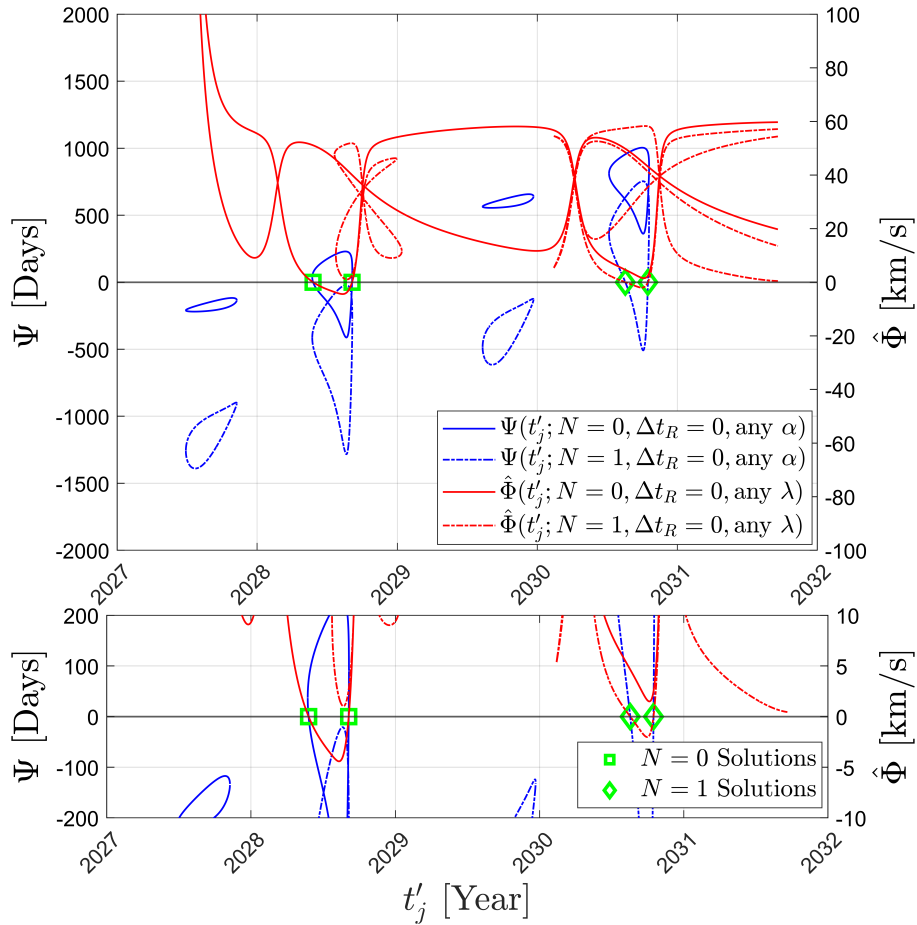 2000
1500
1000
500
0
-500
-1000
-1500
-2000
Ψ [Days]
100
80
60
40
20
0
-20
-40
-60
-80
-100
Φ̂ [km/s]
Ψ(t′j; N = 0, ΔtR = 0, any α)
Ψ(t′j; N = 1, ΔtR = 0, any α)
Φ̂(t′j; N = 0, ΔtR = 0, any λ)
Φ̂(t′j; N = 1, ΔtR = 0, any λ)
2027 2028 2029 2030 2031 2032
200
100
0
-100
-200
Ψ [Days]
10
5
0
-5
-10
Φ̂ [km/s]
N = 0 Solutions
N = 1 Solutions
2027 2028 2029 2030 2031 2032
t′j [Year]